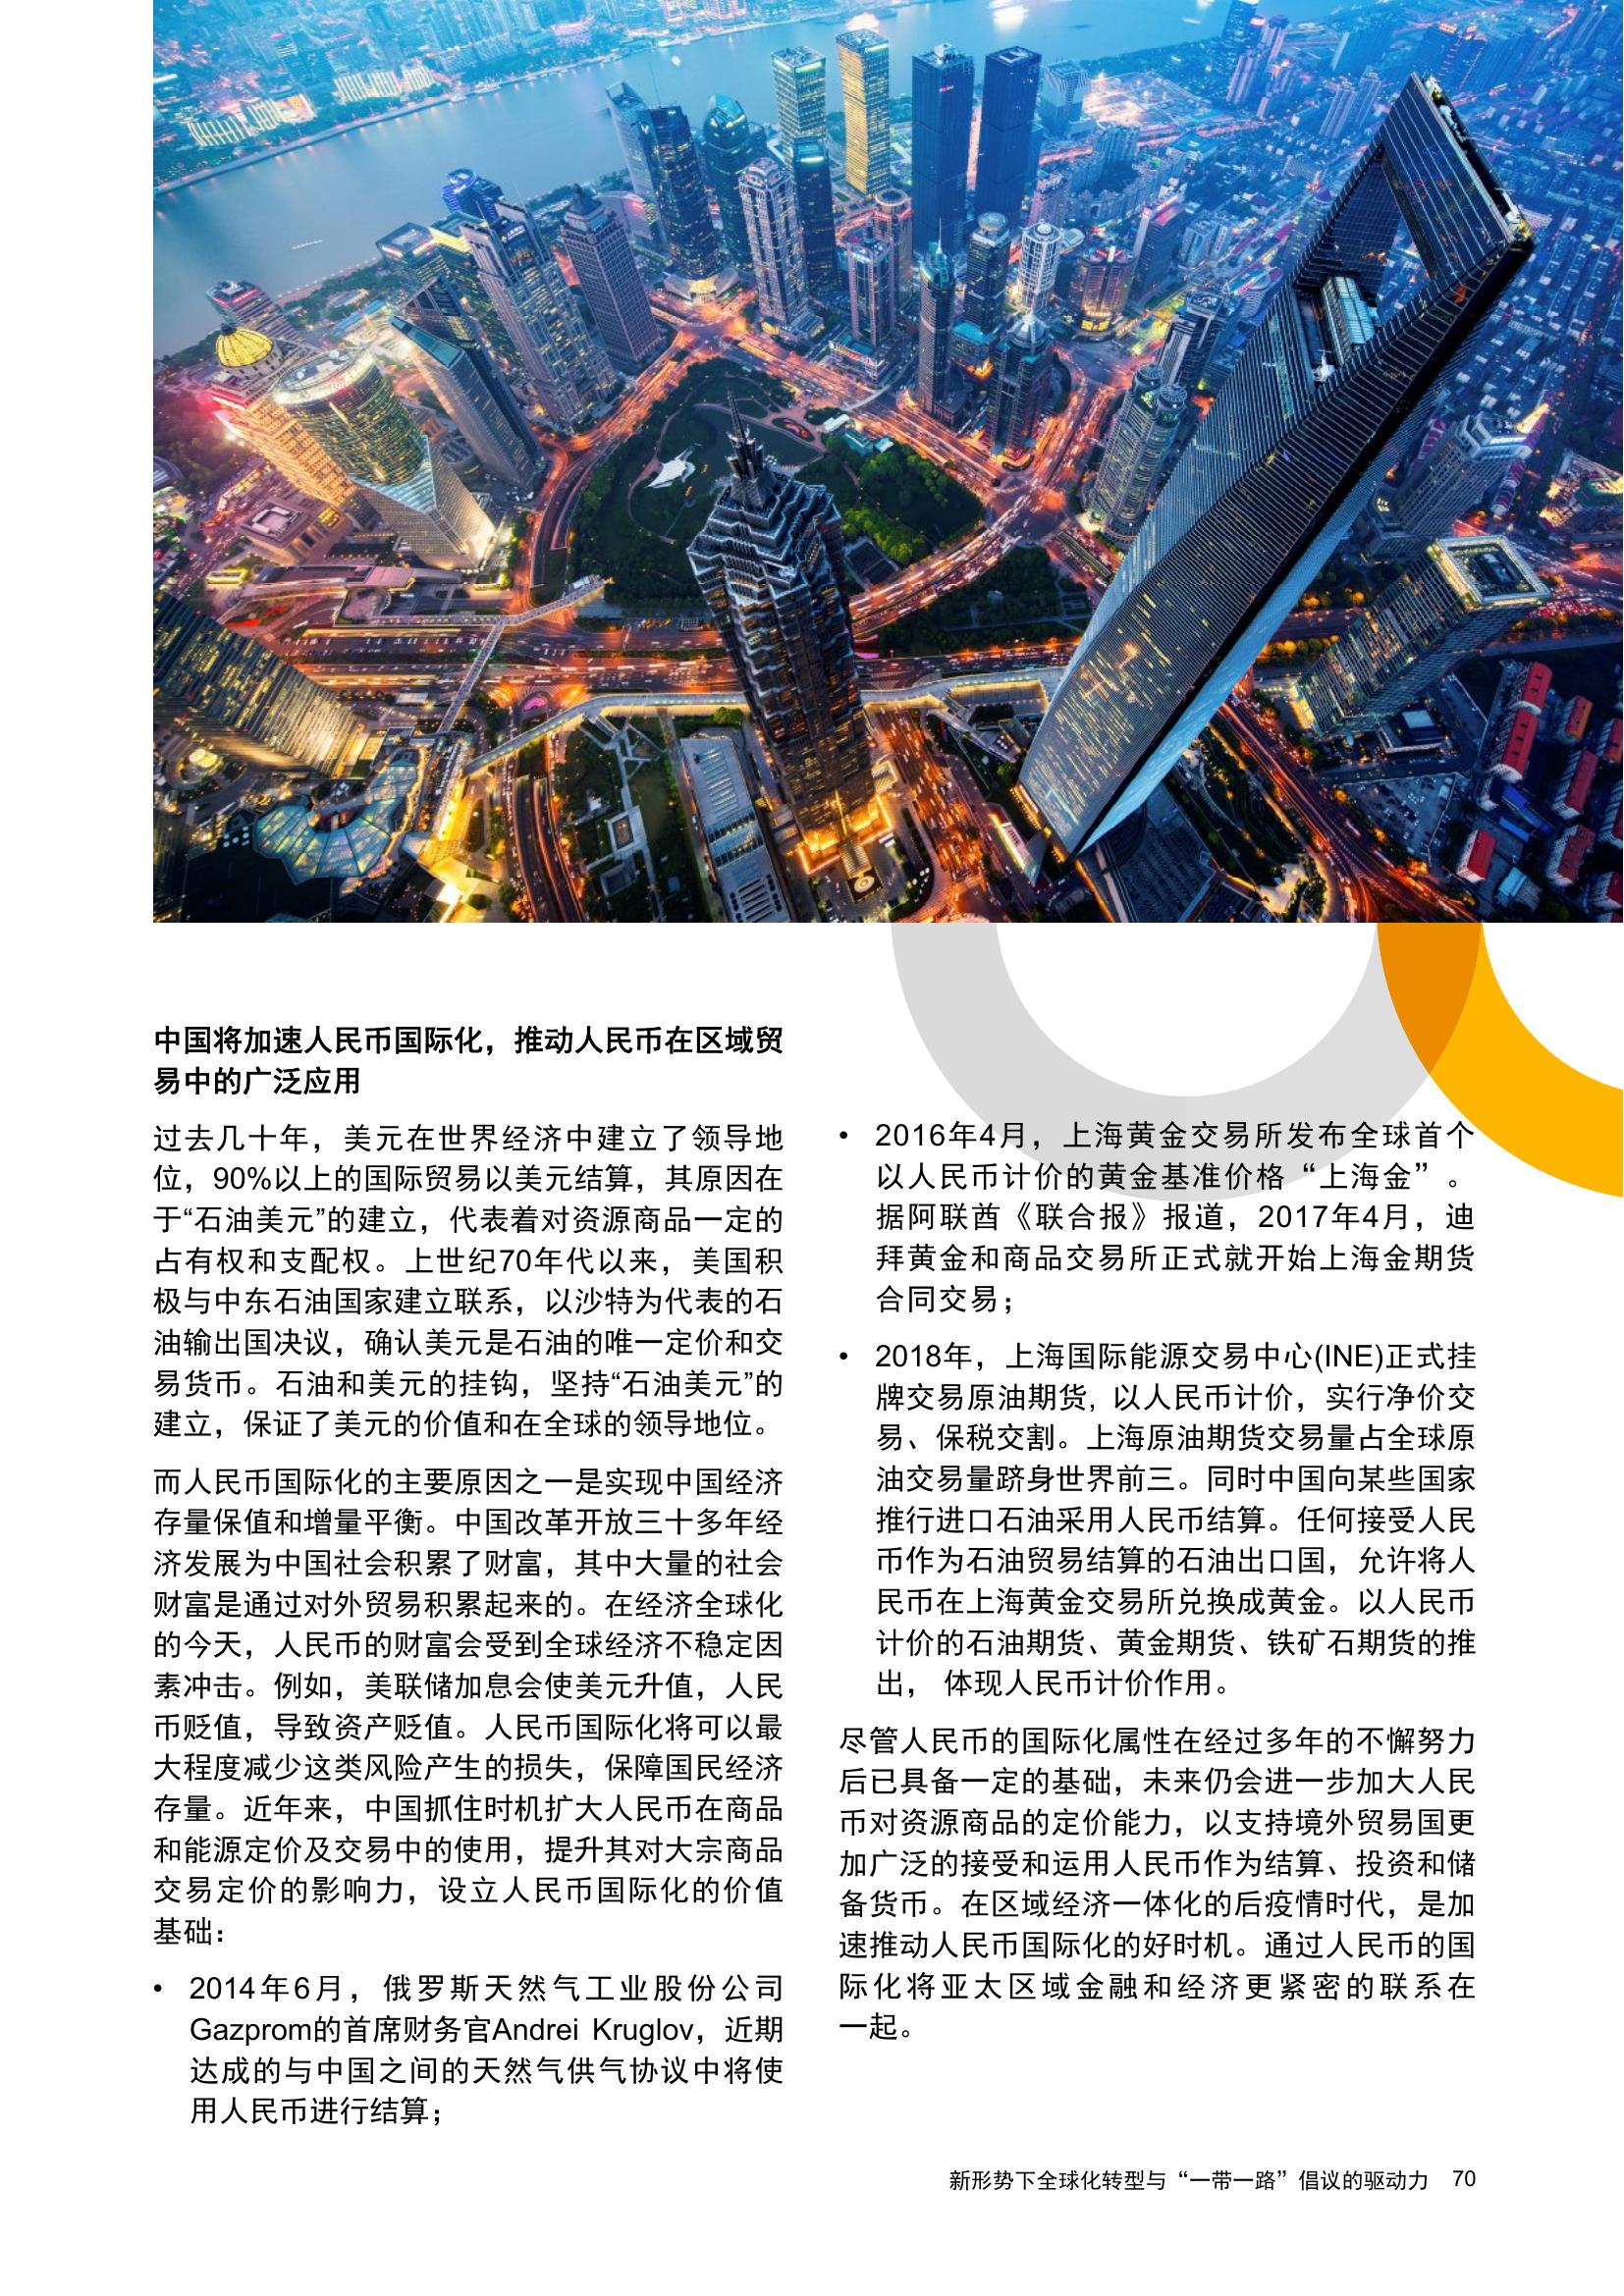 中国将加速人民币国际化，推动人民币在区域贸
易中的广泛应用
过去几十年，美元在世界经济中建立了领导地
位，90%以上的国际贸易以美元结算，其原因在
于“石油美元”的建立，代表着对资源商品一定的
占有权和支配权。上世纪70年代以来，美国积
极与中东石油国家建立联系，以沙特为代表的石
油输出国决议，确认美元是石油的唯一定价和交
易货币。石油和美元的挂钩，坚持“石油美元”的
建立，保证了美元的价值和在全球的领导地位。
而人民币国际化的主要原因之一是实现中国经济
存量保值和增量平衡。中国改革开放三十多年经
济发展为中国社会积累了财富，其中大量的社会
财富是通过对外贸易积累起来的。在经济全球化
的今天，人民币的财富会受到全球经济不稳定因
素冲击。例如，美联储加息会使美元升值，人民
币贬值，导致资产贬值。人民币国际化将可以最
大程度减少这类风险产生的损失，保障国民经济
存量。近年来，中国抓住时机扩大人民币在商品
和能源定价及交易中的使用，提升其对大宗商品
交易定价的影响力，设立人民币国际化的价值
基础：
• 2014年6月，俄罗斯天然气工业股份公司
Gazprom的首席财务官Andrei Kruglov，近期
达成的与中国之间的天然气供气协议中将使
用人民币进行结算；
• 2016年4月，上海黄金交易所发布全球首个
以人民币计价的黄金基准价格“上海金”。
据阿联酋《联合报》报道，2017年4月，迪
拜黄金和商品交易所正式就开始上海金期货
合同交易；
• 2018年，上海国际能源交易中心(INE)正式挂
牌交易原油期货, 以人民币计价，实行净价交
易、保税交割。上海原油期货交易量占全球原
油交易量跻身世界前三。同时中国向某些国家
推行进口石油采用人民币结算。任何接受人民
币作为石油贸易结算的石油出口国，允许将人
民币在上海黄金交易所兑换成黄金。以人民币
计价的石油期货、黄金期货、铁矿石期货的推
出， 体现人民币计价作用。
尽管人民币的国际化属性在经过多年的不懈努力
后已具备一定的基础，未来仍会进一步加大人民
币对资源商品的定价能力，以支持境外贸易国更
加广泛的接受和运用人民币作为结算、投资和储
备货币。在区域经济一体化的后疫情时代，是加
速推动人民币国际化的好时机。通过人民币的国
际化将亚太区域金融和经济更紧密的联系在
一起。
新形势下全球化转型与“一带一路”倡议的驱动力 70